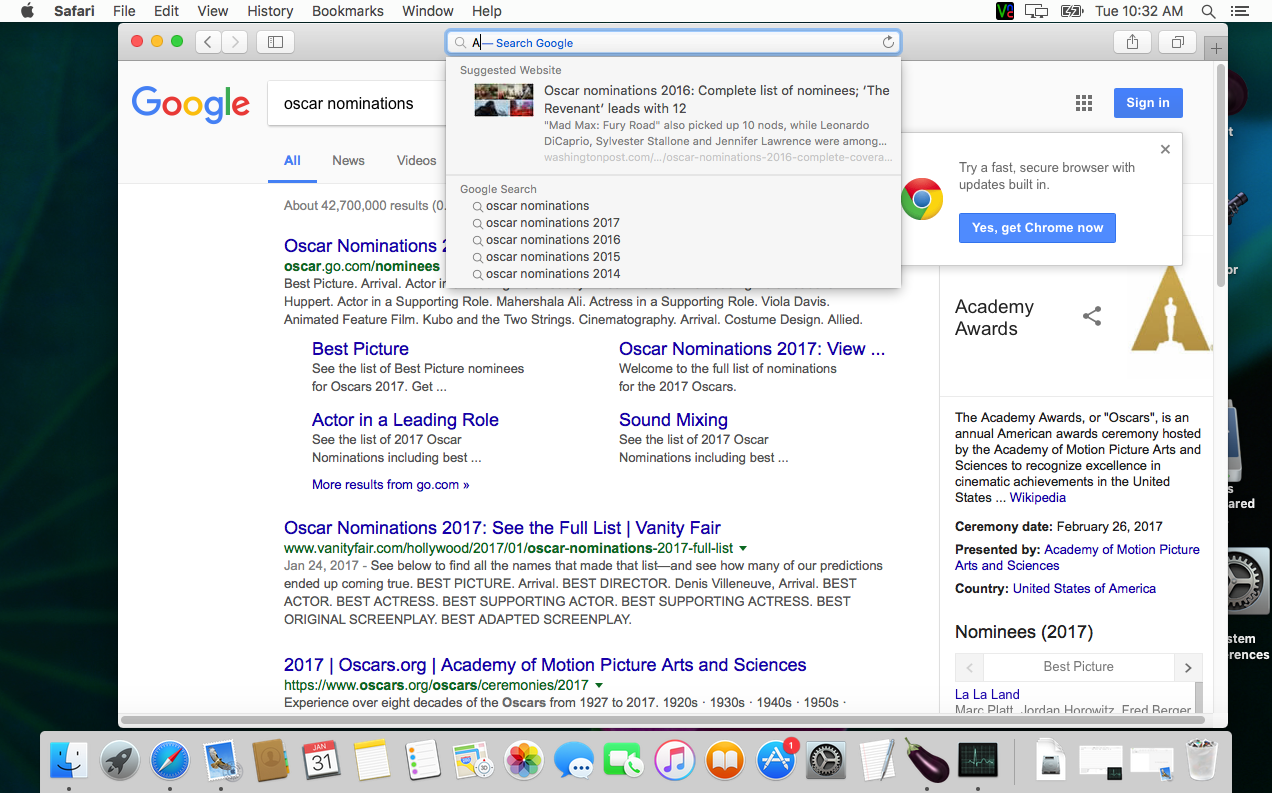 Safari File Edit View History Bookmarks Window Help Tue 10:32 AM
A — Search Google
Suggested Website
Oscar nominations 2016: Complete list of nominees; ‘The
Revenant’ leads with 12
"Mad Max: Fury Road" also picked up 10 nods, while Leonardo
DiCaprio, Sylvester Stallone and Jennifer Lawrence were among...
washingtonpost.com/.../oscar-nominations-2016-complete-covera...
Google Search
oscar nominations
oscar nominations 2017
oscar nominations 2016
oscar nominations 2015
oscar nominations 2014
Google
oscar nominations
Sign in
All News Videos
Try a fast, secure browser with
updates built in.
Yes, get Chrome now
About 42,700,000 results (0.
Oscar Nominations 2
oscar.go.com/nominees
Best Picture. Arrival. Actor in
Huppert. Actor in a Supporting Role. Mahershala Ali. Actress in a Supporting Role. Viola Davis.
Animated Feature Film. Kubo and the Two Strings. Cinematography. Arrival. Costume Design. Allied.
Best Picture
See the list of Best Picture nominees
for Oscars 2017. Get ...
Oscar Nominations 2017: View ...
Welcome to the full list of nominations
for the 2017 Oscars.
Actor in a Leading Role
See the list of 2017 Oscar
Nominations including best ...
Sound Mixing
See the list of 2017 Oscar
Nominations including best ...
More results from go.com »
Oscar Nominations 2017: See the Full List | Vanity Fair
www.vanityfair.com/hollywood/2017/01/oscar-nominations-2017-full-list
Jan 24, 2017 - See below to find all the names that made that list—and see how many of our predictions
ended up coming true. BEST PICTURE. Arrival. BEST DIRECTOR. Denis Villeneuve, Arrival. BEST
ACTOR. BEST ACTRESS. BEST SUPPORTING ACTOR. BEST SUPPORTING ACTRESS. BEST
ORIGINAL SCREENPLAY. BEST ADAPTED SCREENPLAY.
2017 | Oscars.org | Academy of Motion Picture Arts and Sciences
https://www.oscars.org/oscars/ceremonies/2017
Experience over eight decades of the Oscars from 1927 to 2017. 1920s · 1930s · 1940s · 1950s ·
Academy
Awards
The Academy Awards, or "Oscars", is an
annual American awards ceremony hosted
by the Academy of Motion Picture Arts and
Sciences to recognize excellence in
cinematic achievements in the United
States ... Wikipedia
Ceremony date: February 26, 2017
Presented by: Academy of Motion Picture
Arts and Sciences
Country: United States of America
Nominees (2017)
Best Picture
La La Land
Marc Platt, Jordan Horowitz, Fred Berger
t
or
s
ared
stem
rences
JAN
31
1